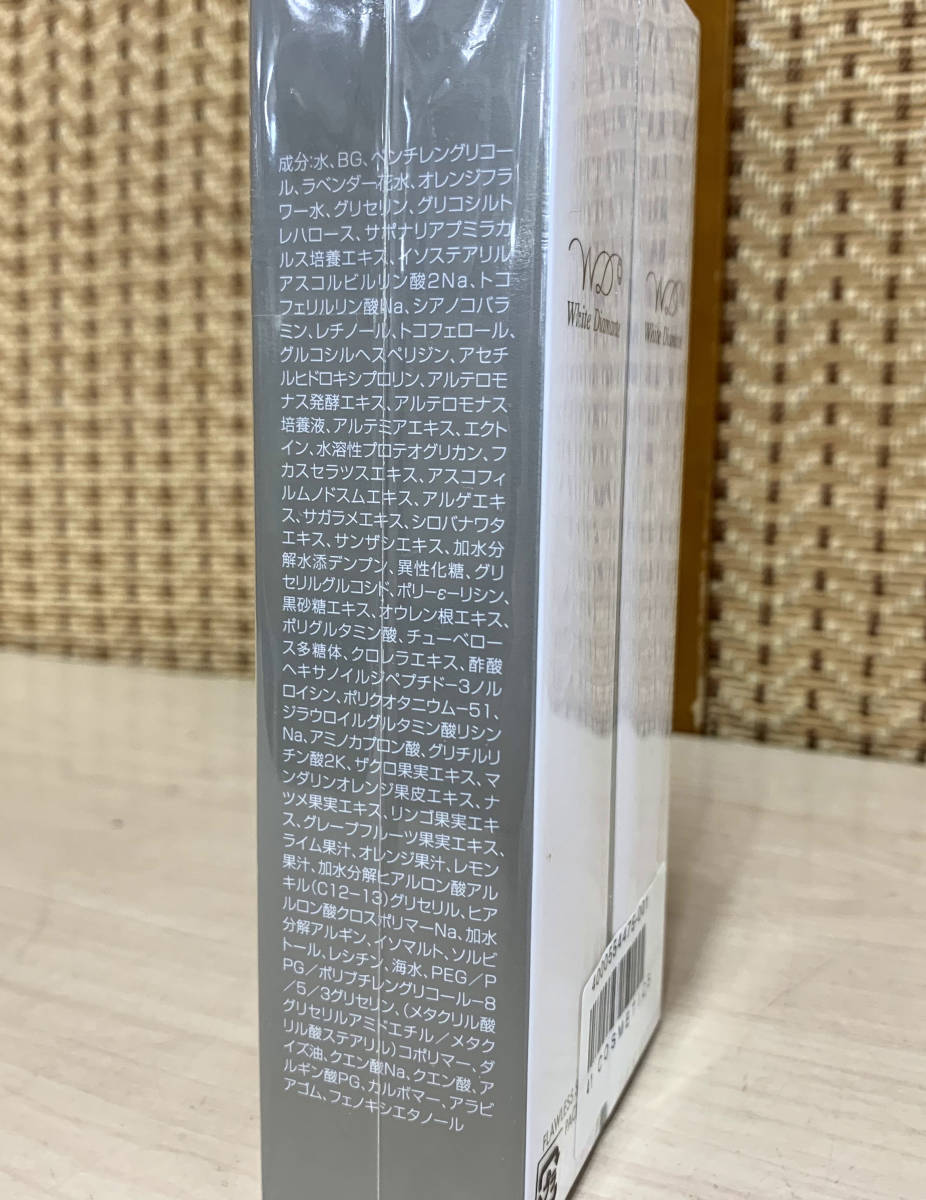 成分:水、BG、ペンチレングリコー
ル、ラベンダー花水、オレンジフラ
ワー水、グリセリン、グリコシルト
レハロース、サポナリアプミラカ
ルス培養エキス、イソステアリル
アスコルビルリン酸2Na、トコ
フェリルリン酸Na、シアノコバラ
ミン、レチノール、トコフェロール、
グルコシルヘスペリジン、アセチ
ルヒドロキシプロリン、アルテロモ
ナス発酵エキス、アルテロモナス
培養液、アルテミアエキス、エクト
イン、水溶性プロテオグリカン、フ
カスセラツスエキス、アスコフィ
ルムノドスムエキス、アルゲエキ
ス、サガラメエキス、シロバナワタ
エキス、サンザシエキス、加水分
解水添デンプン、異性化糖、グリ
セリルグルコシド、ポリーε-リシン、
黒砂糖エキス、オウレン根エキス、
ポリグルタミン酸、チューベロー
ス多糖体、クロレラエキス、酢酸
ヘキサノイルジペプチドー3ノル
ロイシン、ポリクオタニウムー51、
ジラウロイルグルタミン酸リシン
Na、アミノカプロン酸、グリチルリ
チン酸2K、ザクロ果実エキス、マ
ンダリンオレンジ果皮エキス、ナ
ツメ果実エキス、リンゴ果実エキ
ス、グレープフルーツ果実エキス、
ライム果汁、オレンジ果汁、レモン
果汁、加水分解ヒアルロン酸アル
キル(C12-13)グリセリル、ヒア
ルロン酸クロスポリマーNa、加水
分解アルギン、イソマルト、ソルビ
トール、レシチン、海水、PEG/P
PG/ポリブチレングリコールー8
/5/3グリセリン、(メタクリル酸
グリセリルアミドエチル/メタク
リル酸ステアリル)コポリマー、ダ
イズ油、クエン酸Na、クエン酸、ア
ルギン酸PG、カルボマー、アラビ
アゴム、フェノキシエタノール
WD
White Diamante
WD
White Diamante
4000654476001
41 COSMETICS
FLAWLESS
PAC